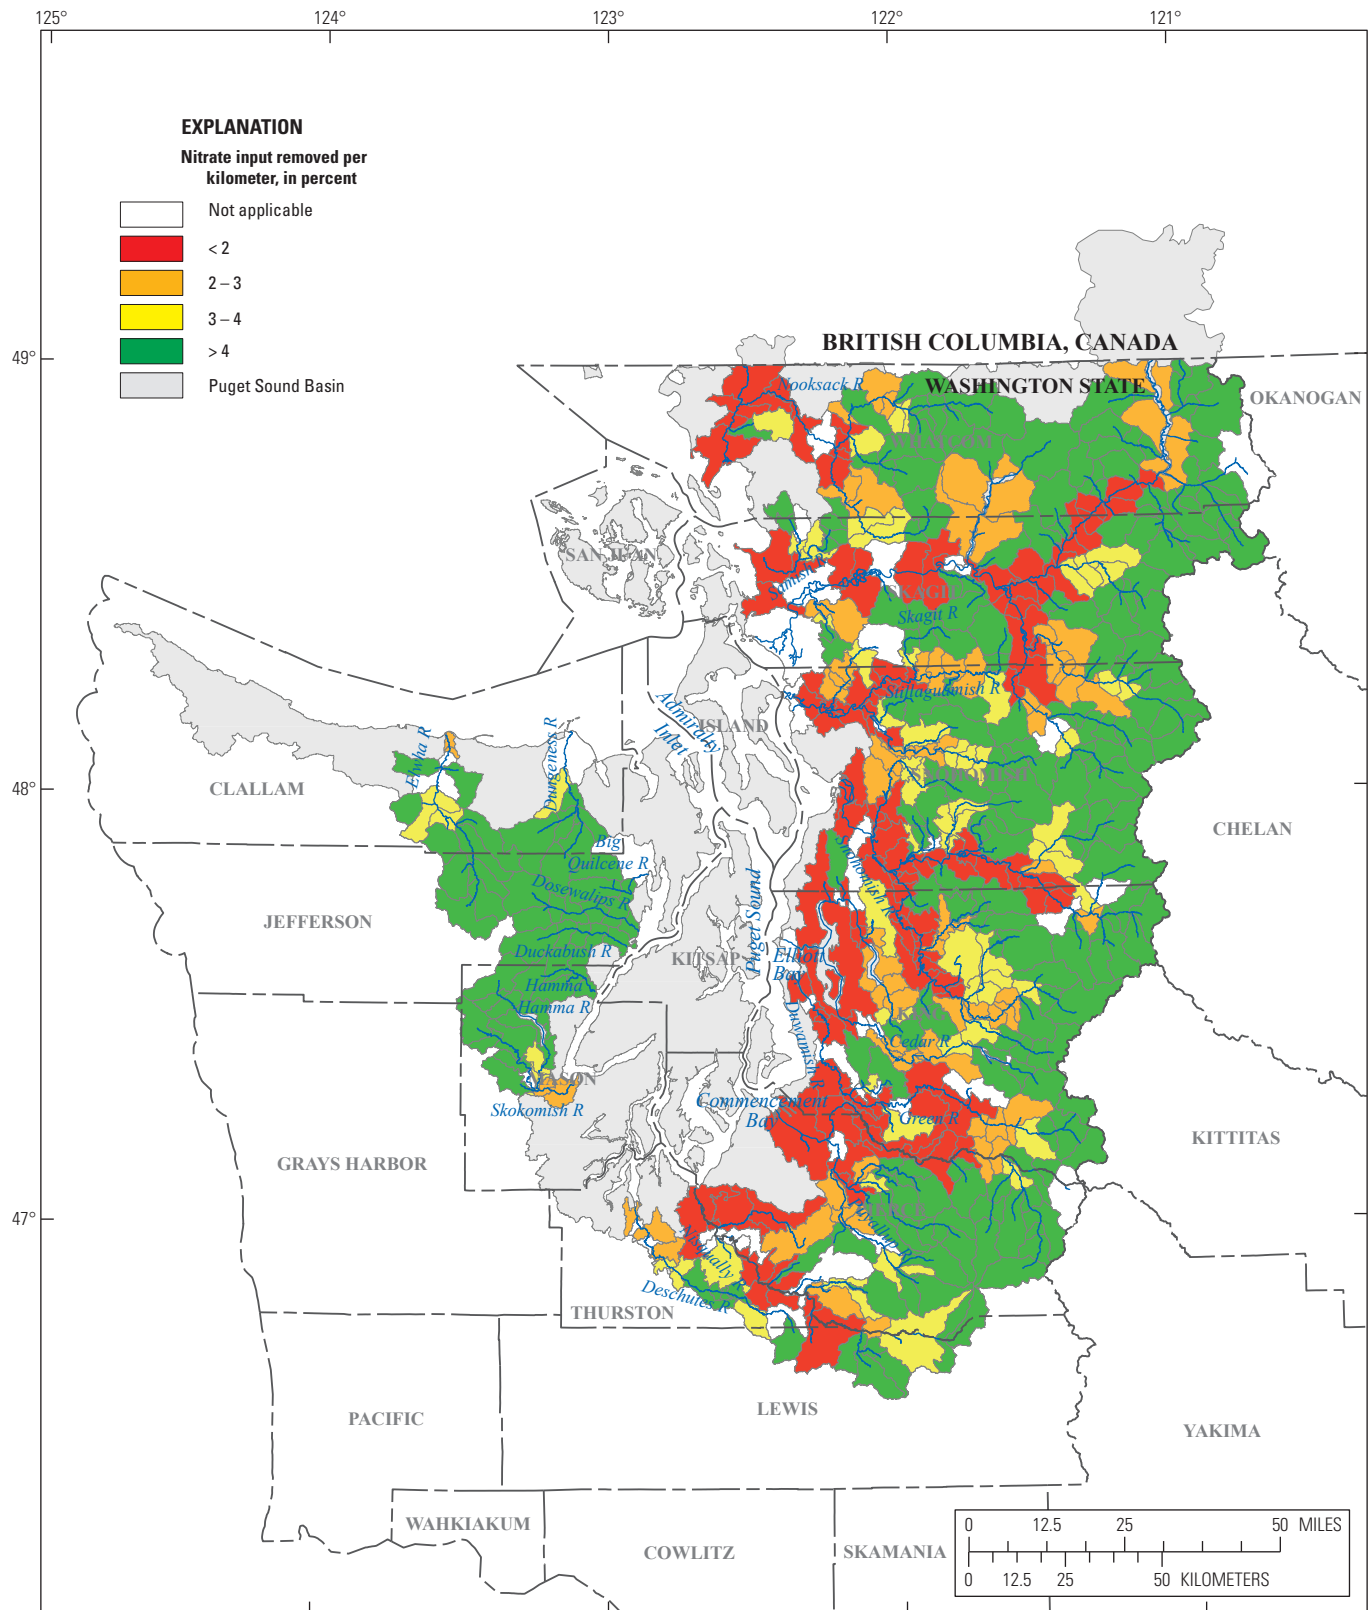 125° 124° 123° 122° 121°
EXPLANATION
Nitrate input removed per
kilometer, in percent
Not applicable
< 2
2 – 3
3 – 4
> 4
Puget Sound Basin
49°
48°
47°
BRITISH COLUMBIA, CANADA
WASHINGTON STATE
Nooksack R
OKANOGAN
WHATCOM
SAN JUAN
Samish R
SKAGIT
Skagit R
Stillaguamish R
Admiralty
Inlet
ISLAND
Elwha R
Dungeness R
SNOHOMISH
CLALLAM
CHELAN
Big
Quilcene R
Snohomish R
Dosewalips R
JEFFERSON
Puget Sound
Duckabush R
KITSAP
Elliott
Bay
Hamma
Hamma R
Duwamish R
KING
Cedar R
MASON
Skokomish R
Commencement
Bay
Green R
KITTITAS
GRAYS HARBOR
PIERCE
Puyallup R
Nisqually R
Deschutes R
THURSTON
LEWIS
PACIFIC
YAKIMA
WAHKIAKUM
COWLITZ
SKAMANIA
0 12.5 25 50 MILES
0 12.5 25 50 KILOMETERS